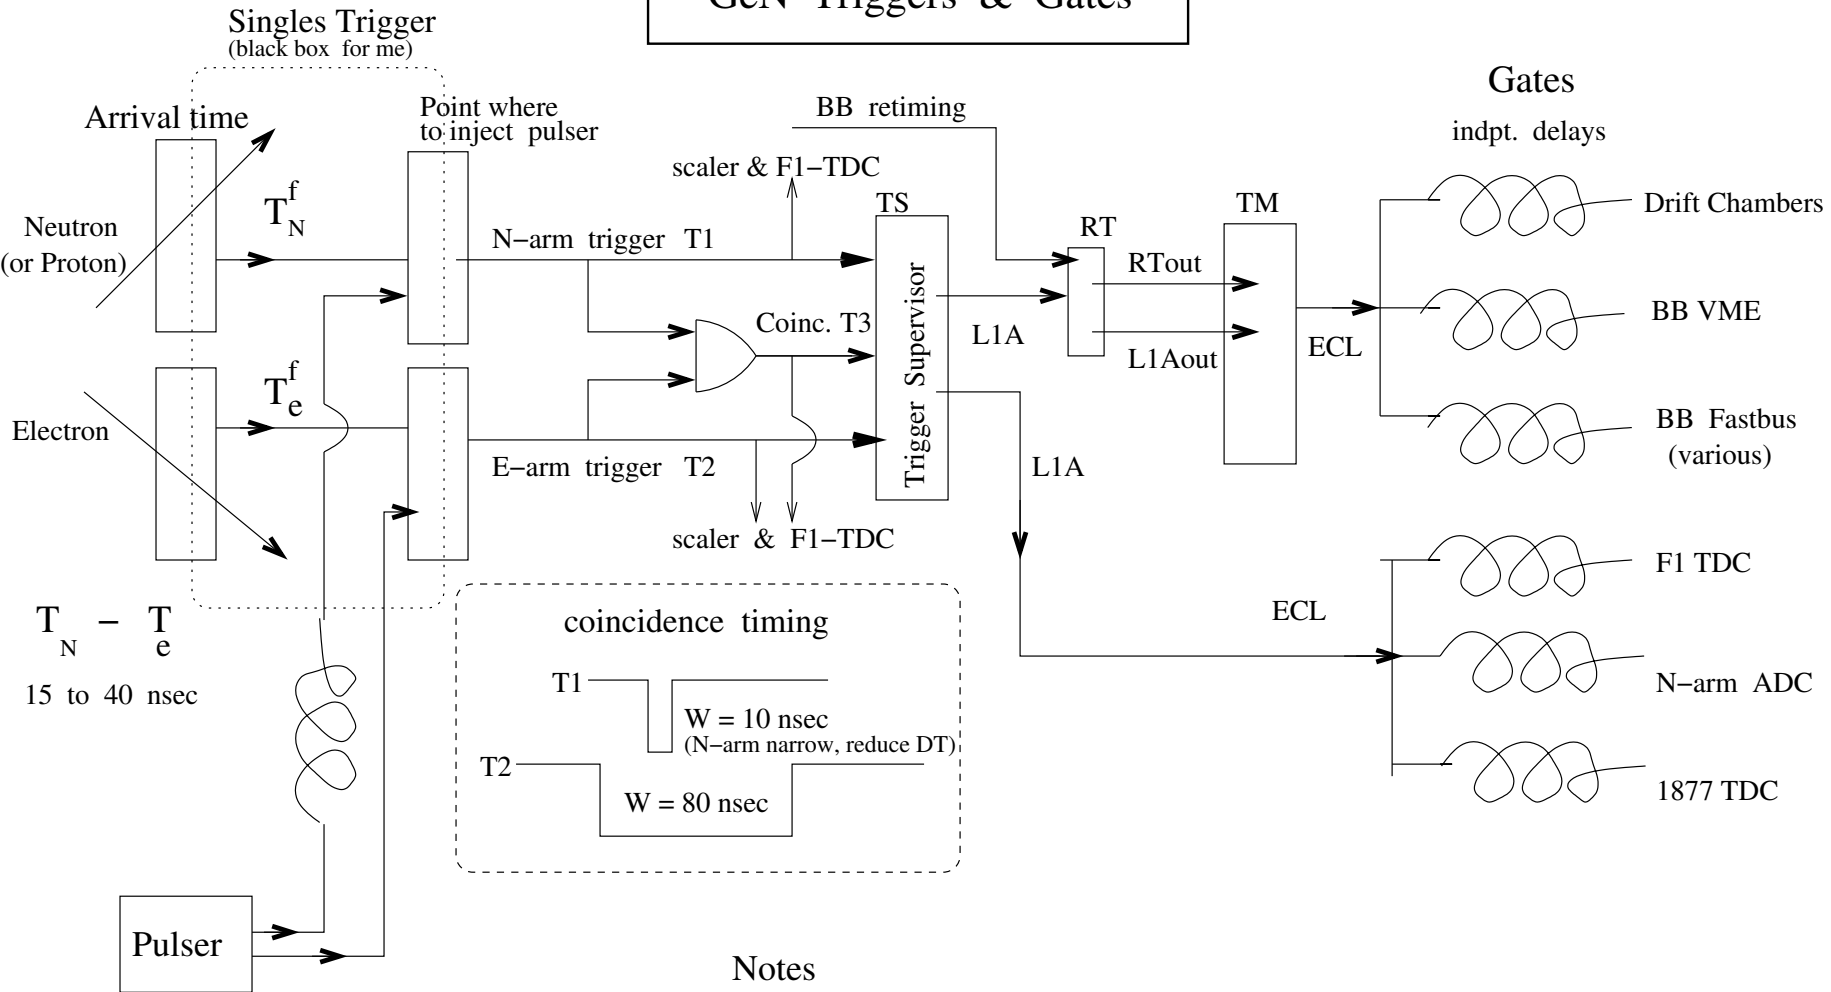 GeN Triggers & Gates
Singles Trigger
(black box for me)
Arrival time
Point where
to inject pulser
BB retiming
Gates
indpt. delays
scaler & F1−TDC
T_N^f
Neutron
(or Proton)
N−arm trigger T1
TS
RT
TM
Drift Chambers
RTout
Coinc. T3
Trigger Supervisor
L1A
L1Aout
ECL
BB VME
T_e^f
Electron
E−arm trigger T2
L1A
BB Fastbus
(various)
scaler & F1−TDC
F1 TDC
T_N − T_e
15 to 40 nsec
coincidence timing
ECL
T1
W = 10 nsec
(N−arm narrow, reduce DT)
N−arm ADC
T2
W = 80 nsec
1877 TDC
Pulser
Notes